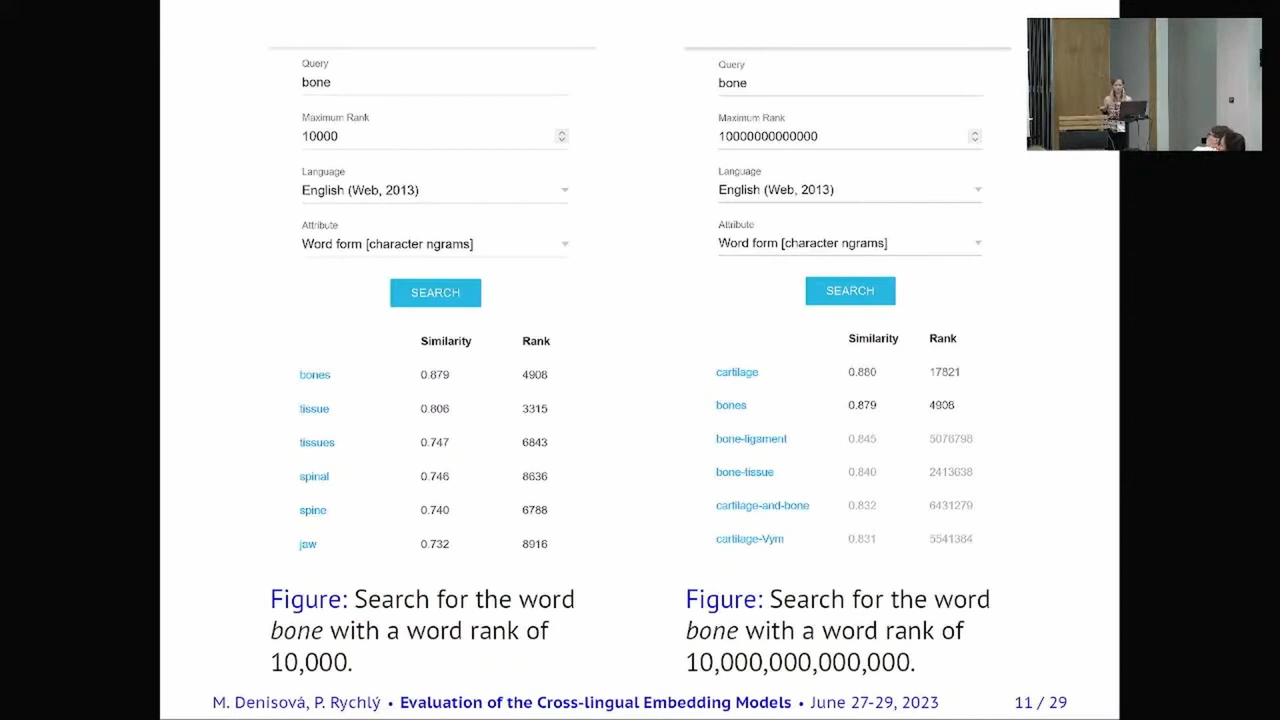 Query
bone
Maximum Rank
10000
Language
English (Web, 2013)
Attribute
Word form [character ngrams]
SEARCH
Similarity Rank
bones 0.879 4908
tissue 0.806 3315
tissues 0.747 6843
spinal 0.746 8636
spine 0.740 6788
jaw 0.732 8916
Figure: Search for the word
bone with a word rank of
10,000.
Query
bone
Maximum Rank
10000000000000
Language
English (Web, 2013)
Attribute
Word form [character ngrams]
SEARCH
Similarity Rank
cartilage 0.880 17821
bones 0.879 4908
bone-ligament 0.845 5076798
bone-tissue 0.840 2413638
cartilage-and-bone 0.832 6431279
cartilage-Vym 0.831 5541384
Figure: Search for the word
bone with a word rank of
10,000,000,000,000.
M. Denisová, P. Rychlý • Evaluation of the Cross-lingual Embedding Models • June 27-29, 2023 11 / 29